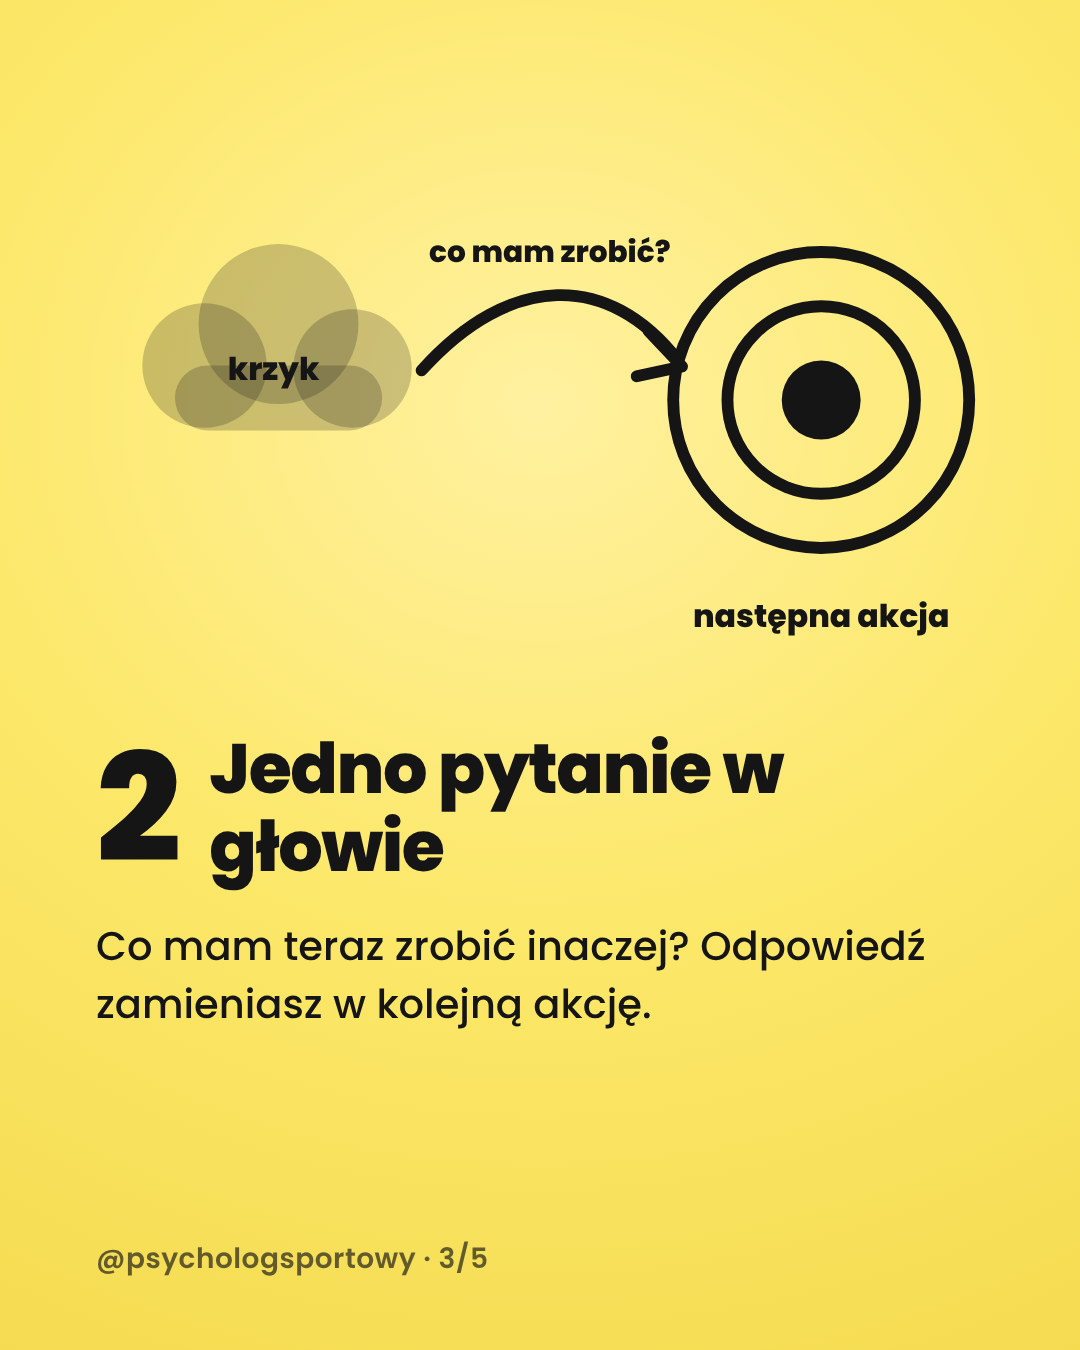 co mam zrobić?
krzyk
następna akcja
2 Jedno pytanie w
głowie
Co mam teraz zrobić inaczej? Odpowiedź
zamieniasz w kolejną akcję.
@psychologsportowy · 3/5